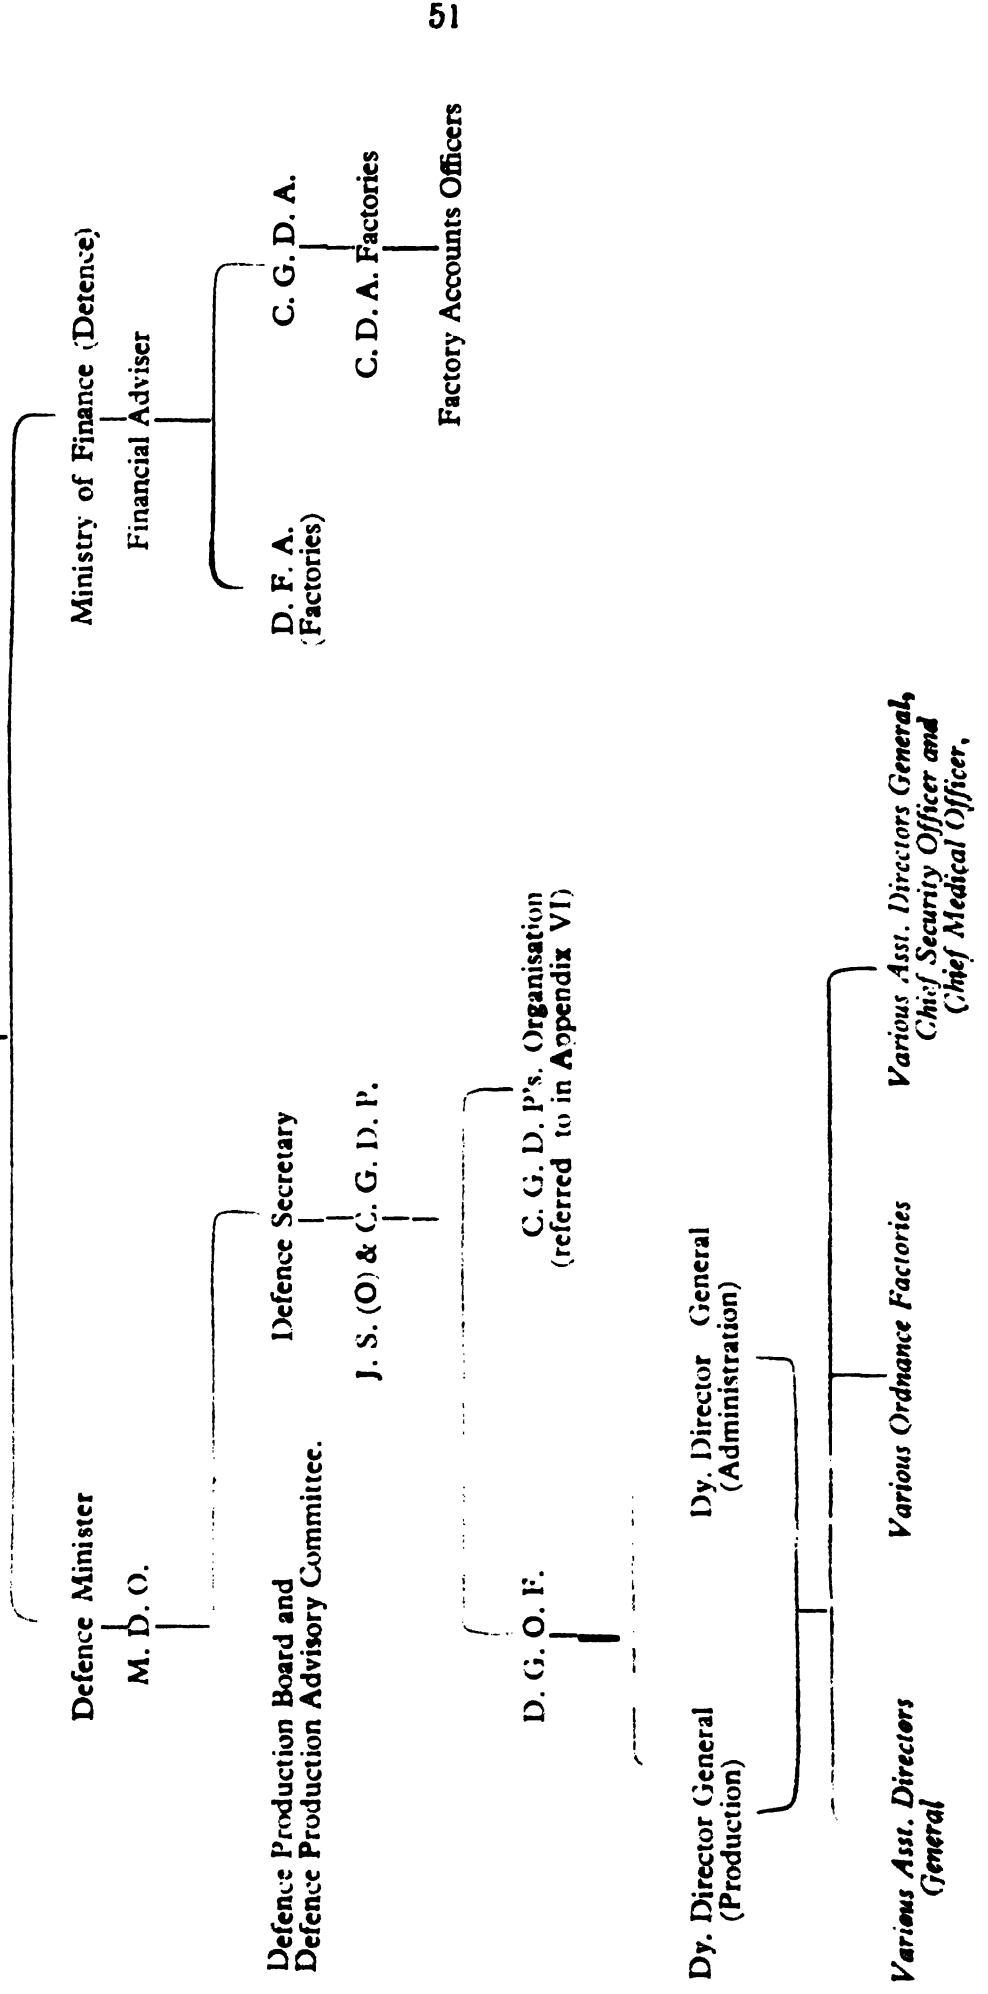 51
Defence Minister
M. D. O.
Ministry of Finance (Defence)
Financial Adviser
Defence Production Board and
Defence Production Advisory Committee.
Defence Secretary
J. S. (O) & C. G. D. P.
D. F. A.
(Factories)
C. G. D. A.
C. D. A. Factories
Factory Accounts Officers
D. G. O. F.
C. G. D. P's. Organisation
(referred to in Appendix VI)
Dy. Director General
(Production)
Dy. Director General
(Administration)
Various Asst. Directors
General
Various Ordnance Factories
Various Asst. Directors General,
Chief Security Officer and
Chief Medical Officer.